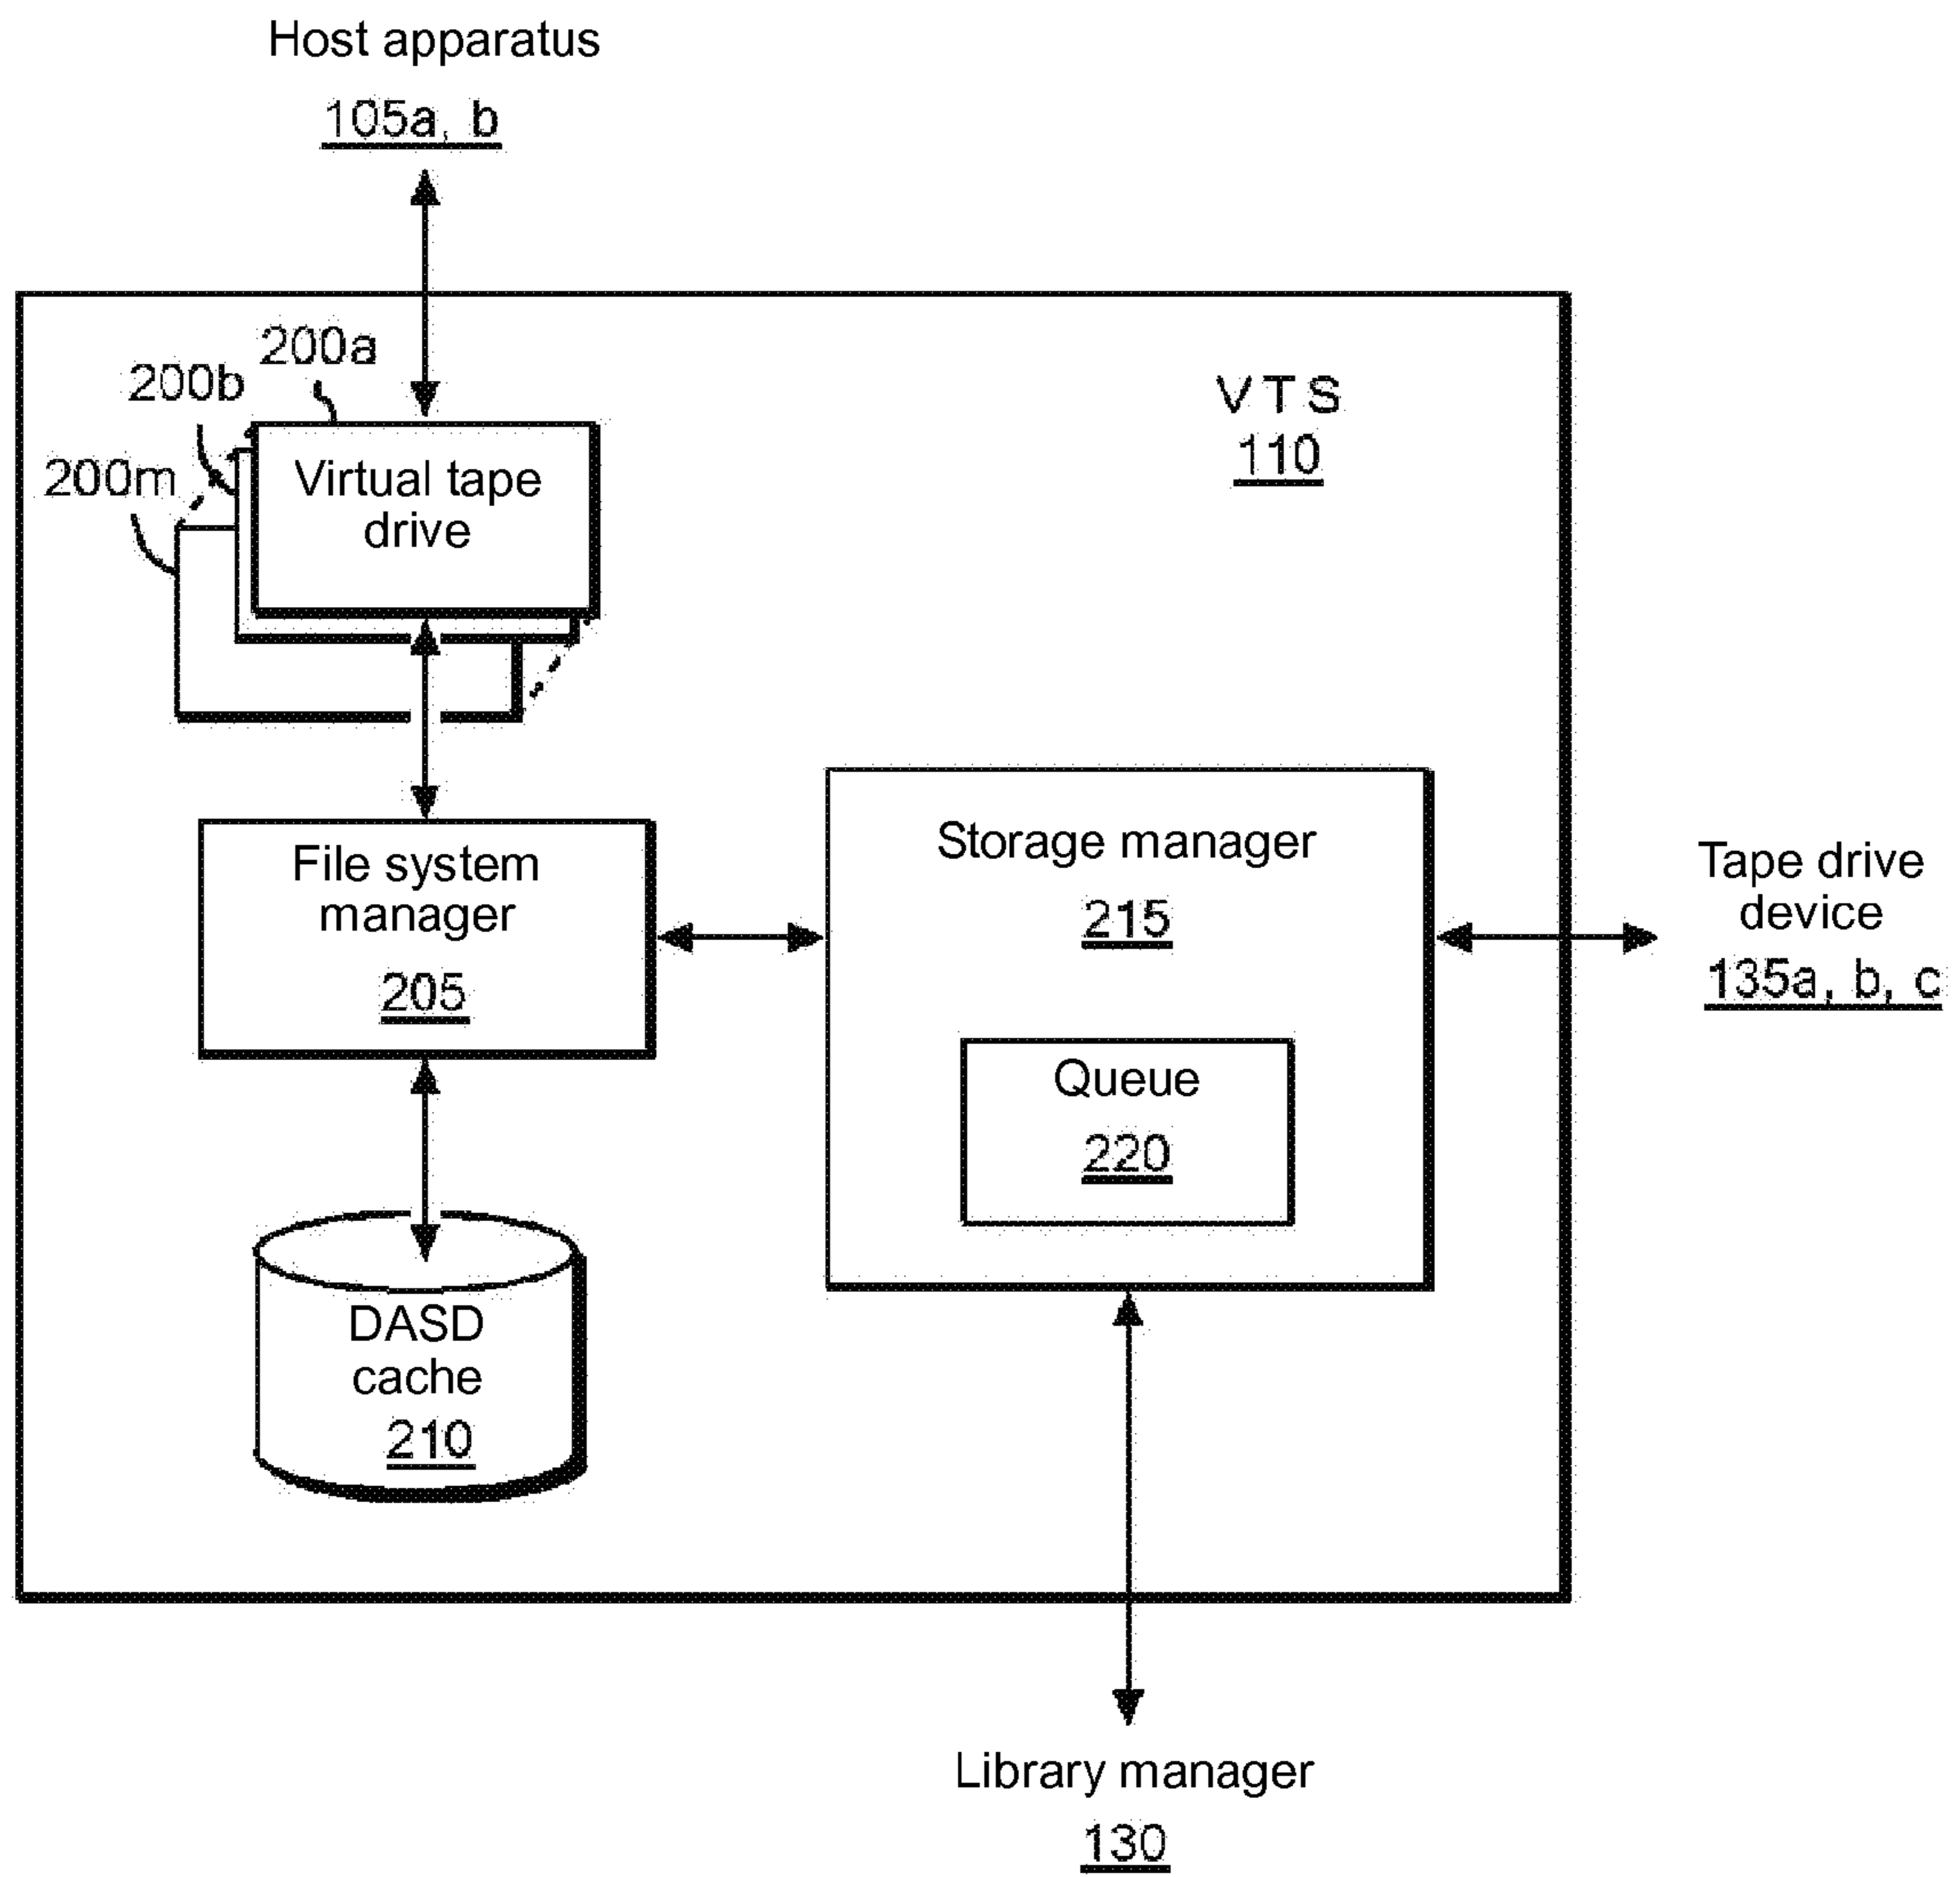 Host apparatus
105a, b
200a
200b
200m
VTS
110
Virtual tape
drive
File system
manager
205
Storage manager
215
Queue
220
Tape drive
device
135a, b, c
DASD
cache
210
Library manager
130